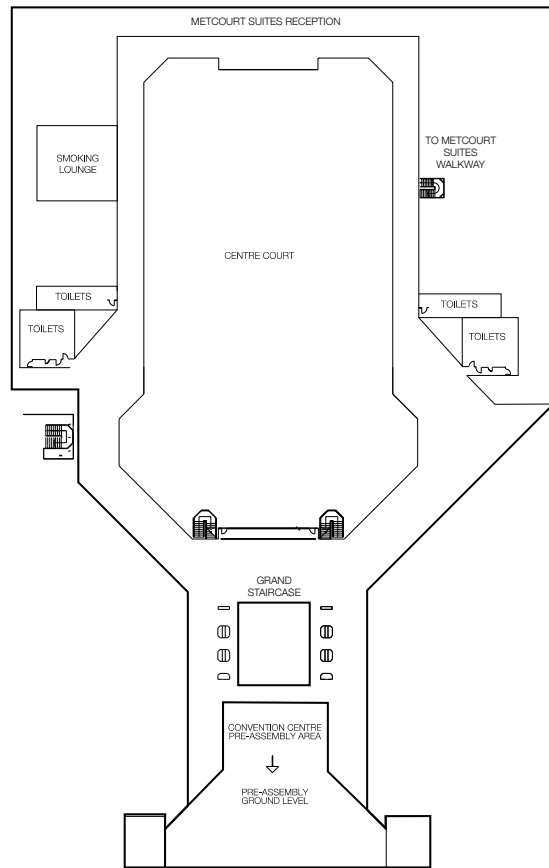 METCOURT SUITES RECEPTION
SMOKING
LOUNGE
TO METCOURT
SUITES
WALKWAY
CENTRE COURT
TOILETS
TOILETS
TOILETS
TOILETS
GRAND
STAIRCASE
CONVENTION CENTRE
PRE-ASSEMBLY AREA
PRE-ASSEMBLY
GROUND LEVEL